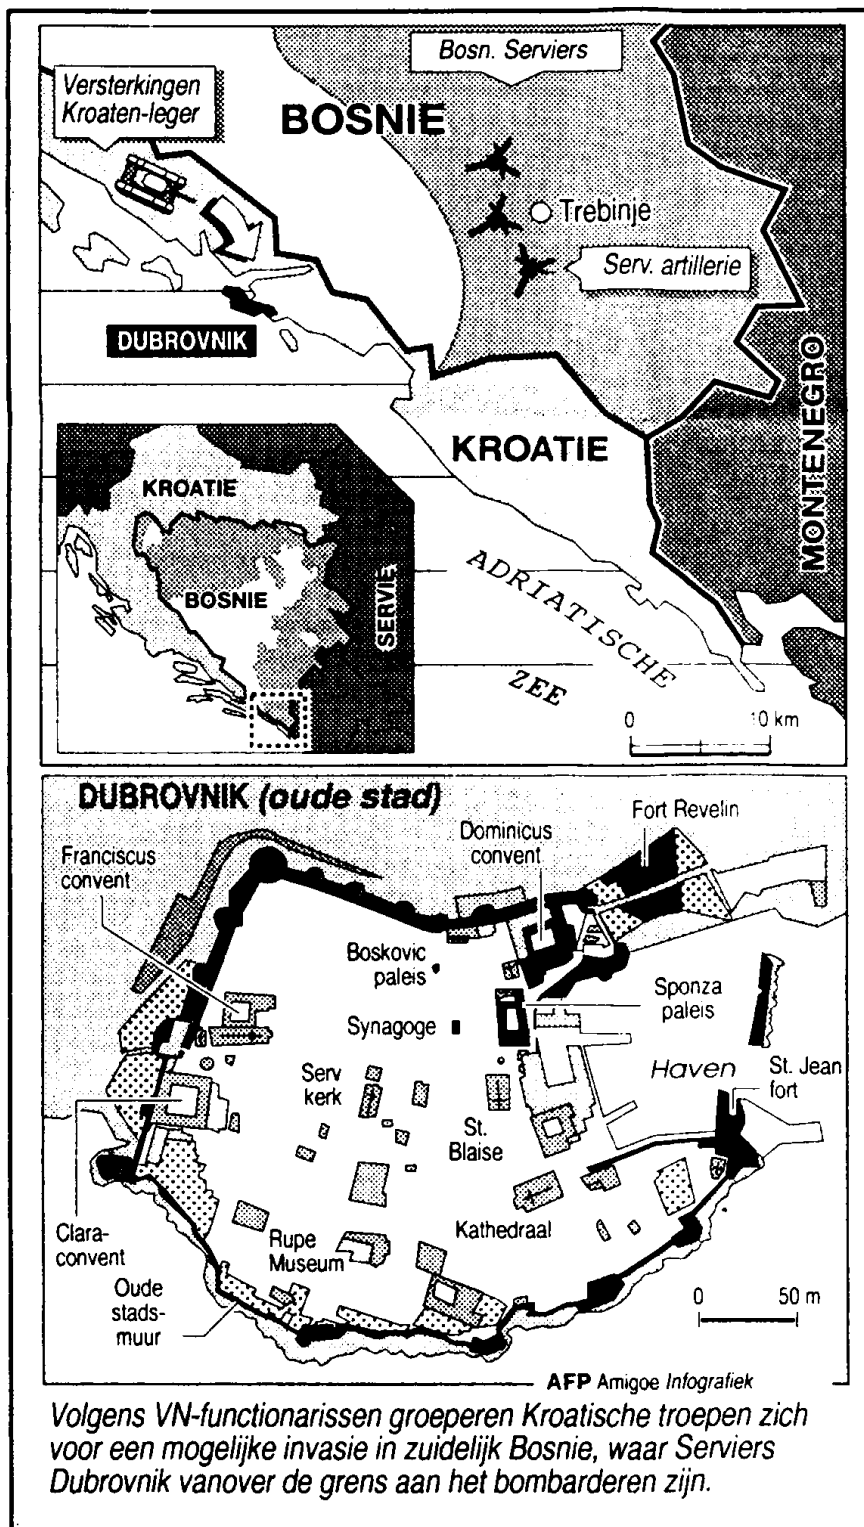 Bosn. Serviers
Versterkingen
Kroaten-leger
BOSNIE
Trebinje
Serv. artillerie
DUBROVNIK
KROATIE
MONTENEGRO
KROATIE
BOSNIE
SERVIE
ADRIATISCHE
ZEE
0 10 km
DUBROVNIK (oude stad)
Fort Revelin
Dominicus
convent
Franciscus
convent
Boskovic
paleis
Sponza
paleis
Synagoge
Haven
St. Jean
fort
Serv
kerk
St.
Blaise
Kathedraal
Clara-
convent
Rupe
Museum
Oude
stads-
muur
0 50 m
AFP Amigoe Infografiek
Volgens VN-functionarissen groeperen Kroatische troepen zich
voor een mogelijke invasie in zuidelijk Bosnie, waar Serviers
Dubrovnik vanover de grens aan het bombarderen zijn.